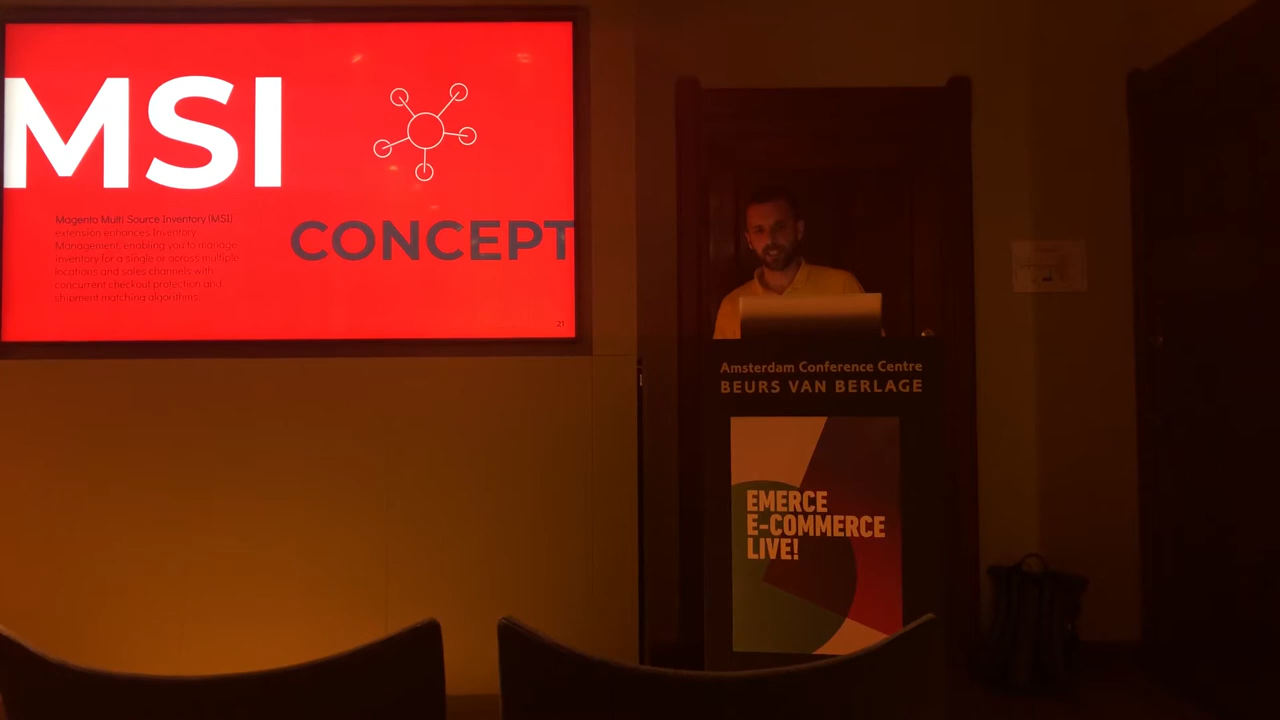 MSI
CONCEPT
Magento Multi Source Inventory (MSI)
extension enhances Inventory
Management, enabling you to manage
inventory for a single or across multiple
locations and sales channels with
concurrent checkout protection and
shipment matching algorithms.
21
Amsterdam Conference Centre
BEURS VAN BERLAGE
EMERCE
E-COMMERCE
LIVE!